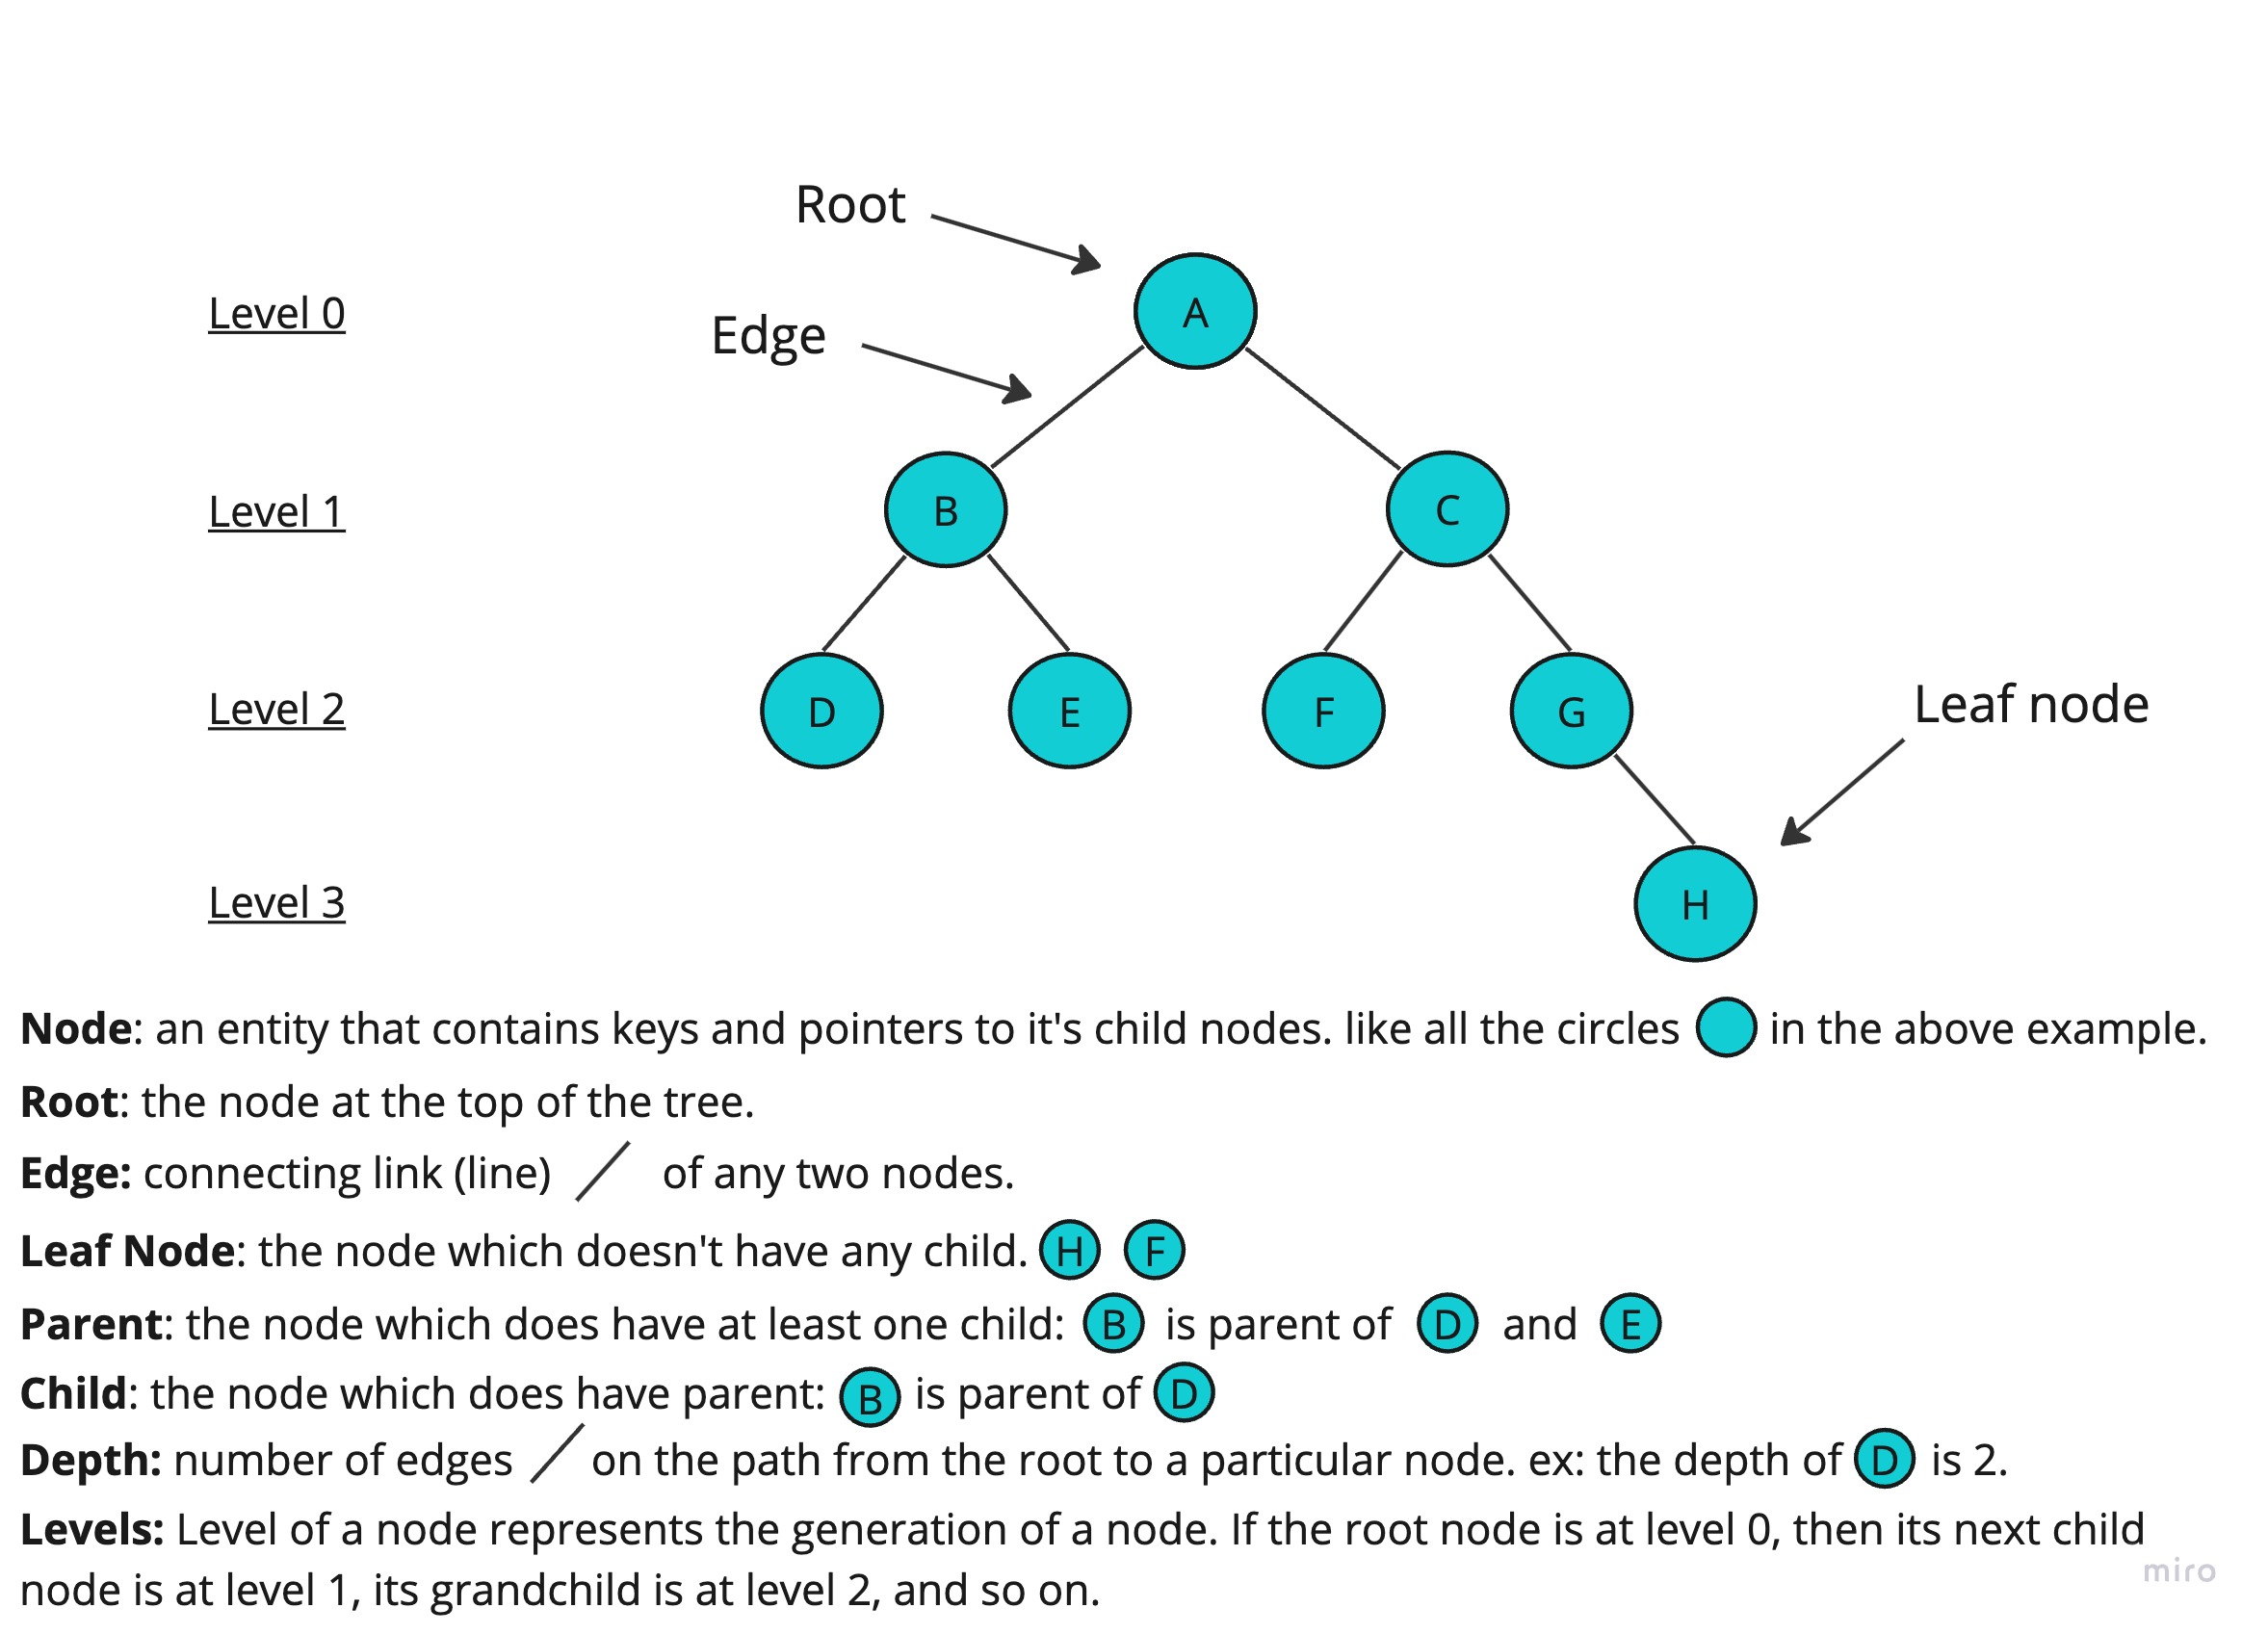 Root
Level 0
A
Edge
Level 1
B
C
Level 2
D
E
F
G
Leaf node
Level 3
H
Node: an entity that contains keys and pointers to it's child nodes. like all the circles in the above example.
Root: the node at the top of the tree.
Edge: connecting link (line) of any two nodes.
Leaf Node: the node which doesn't have any child. H F
Parent: the node which does have at least one child: B is parent of D and E
Child: the node which does have parent: B is parent of D
Depth: number of edges on the path from the root to a particular node. ex: the depth of D is 2.
Levels: Level of a node represents the generation of a node. If the root node is at level 0, then its next child
node is at level 1, its grandchild is at level 2, and so on.
miro